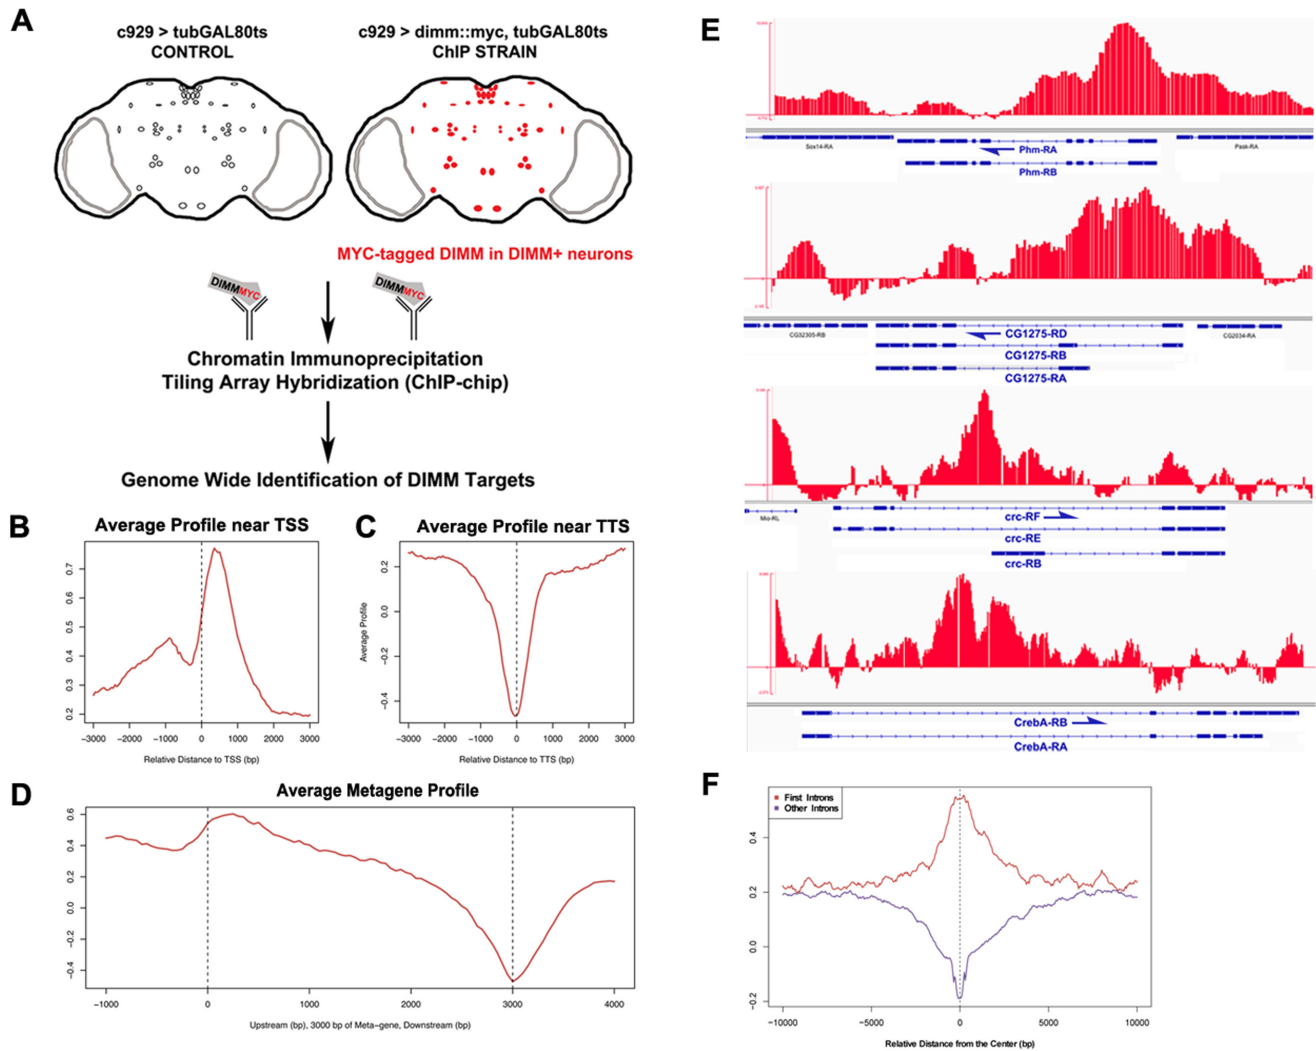 A
c929 > tubGAL80ts
CONTROL
c929 > dimm::myc, tubGAL80ts
ChIP STRAIN
MYC-tagged DIMM in DIMM+ neurons
DIMMMYC
DIMMMYC
Chromatin Immunoprecipitation
Tiling Array Hybridization (ChIP-chip)
Genome Wide Identification of DIMM Targets
B
Average Profile near TSS
0.7
0.6
0.5
0.4
0.3
0.2
−3000 −2000 −1000 0 1000 2000 3000
Relative Distance to TSS (bp)
C
Average Profile near TTS
Average Profile
0.2
0.0
−0.2
−0.4
−3000 −2000 −1000 0 1000 2000 3000
Relative Distance to TTS (bp)
D
Average Metagene Profile
0.6
0.4
0.2
0.0
−0.2
−0.4
−1000 0 1000 2000 3000 4000
Upstream (bp), 3000 bp of Meta−gene, Downstream (bp)
E
Sox14-RA
Phm-RA
Pask-RA
Phm-RB
CG32305-RB
CG1275-RD
CG2034-RA
CG1275-RB
CG1275-RA
Mio-RL
crc-RF
crc-RE
crc-RB
CrebA-RB
CrebA-RA
F
First Introns
Other Introns
0.4
0.2
0.0
−0.2
−10000 −5000 0 5000 10000
Relative Distance from the Center (bp)